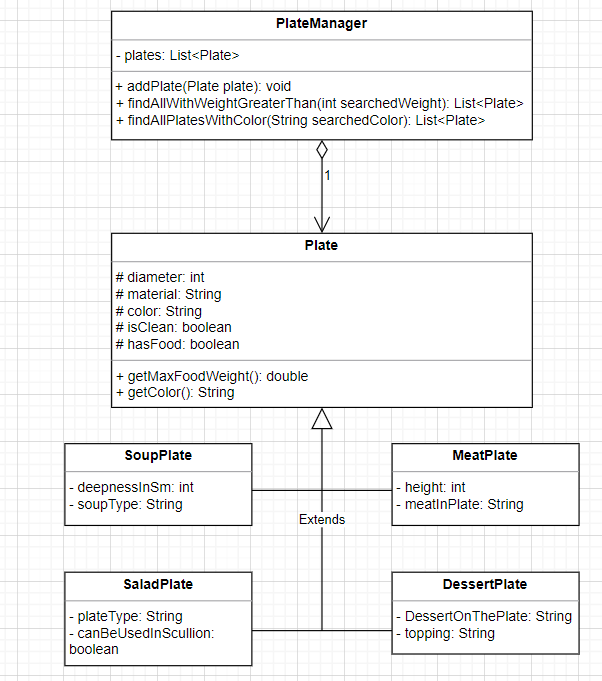 PlateManager
- plates: List<Plate>
+ addPlate(Plate plate): void
+ findAllWithWeightGreaterThan(int searchedWeight): List<Plate>
+ findAllPlatesWithColor(String searchedColor): List<Plate>
1
Plate
# diameter: int
# material: String
# color: String
# isClean: boolean
# hasFood: boolean
+ getMaxFoodWeight(): double
+ getColor(): String
SoupPlate
- deepnessInSm: int
- soupType: String
MeatPlate
- height: int
- meatInPlate: String
Extends
SaladPlate
- plateType: String
- canBeUsedInScullion:
boolean
DessertPlate
- DessertOnThePlate: String
- topping: String